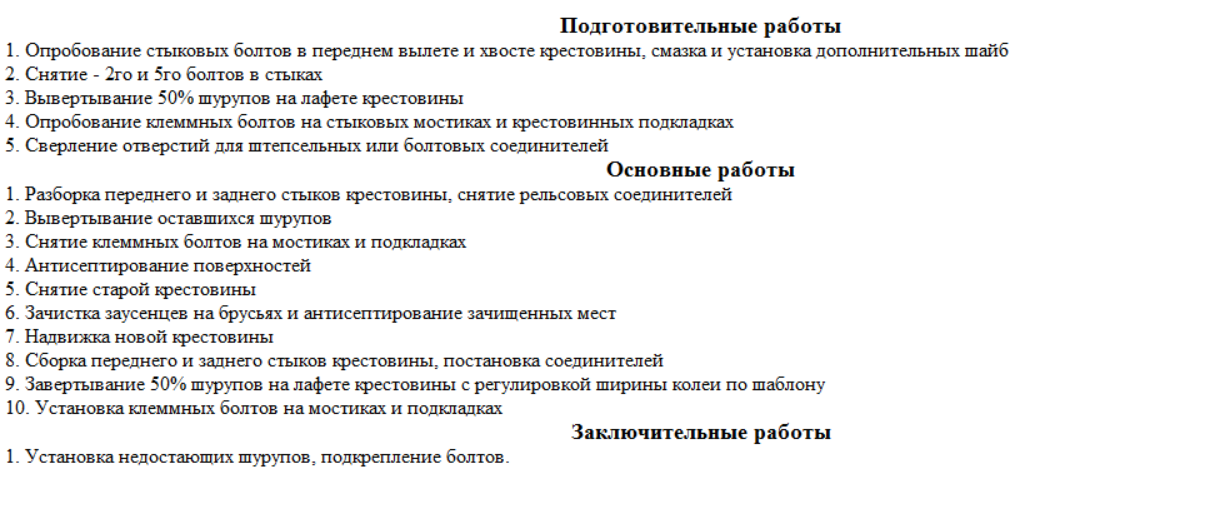 Подготовительные работы
1. Опробование стыковых болтов в переднем вылете и хвосте крестовины, смазка и установка дополнительных шайб
2. Снятие - 2го и 5го болтов в стыках
3. Вывертывание 50% шурупов на лафете крестовины
4. Опробование клеммных болтов на стыковых мостиках и крестовинных подкладках
5. Сверление отверстий для штепсельных или болтовых соединителей
Основные работы
1. Разборка переднего и заднего стыков крестовины, снятие рельсовых соединителей
2. Вывертывание оставшихся шурупов
3. Снятие клеммных болтов на мостиках и подкладках
4. Антисептирование поверхностей
5. Снятие старой крестовины
6. Зачистка заусенцев на брусьях и антисептирование зачищенных мест
7. Надвижка новой крестовины
8. Сборка переднего и заднего стыков крестовины, постановка соединителей
9. Завертывание 50% шурупов на лафете крестовины с регулировкой ширины колеи по шаблону
10. Установка клеммных болтов на мостиках и подкладках
Заключительные работы
1. Установка недостающих шурупов, подкрепление болтов.